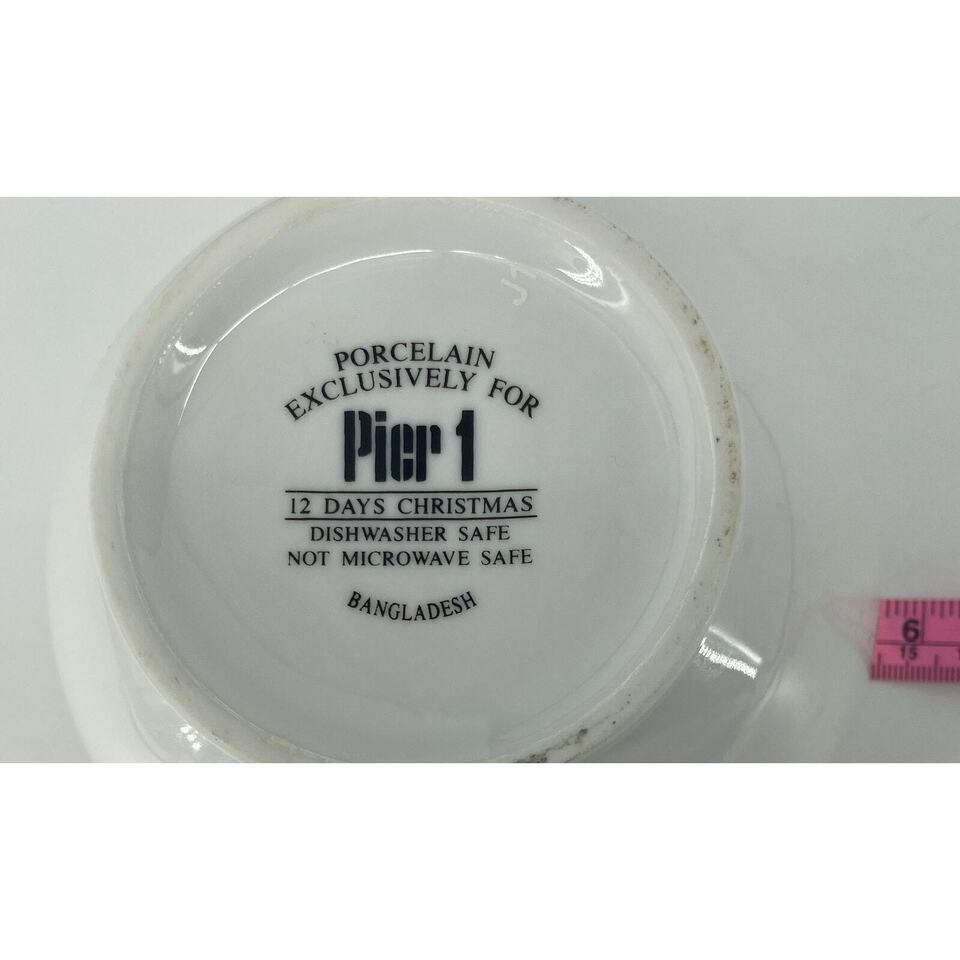 PORCELAIN
EXCLUSIVELY FOR
Pier 1
12 DAYS CHRISTMAS
DISHWASHER SAFE
NOT MICROWAVE SAFE
BANGLADESH
6
15